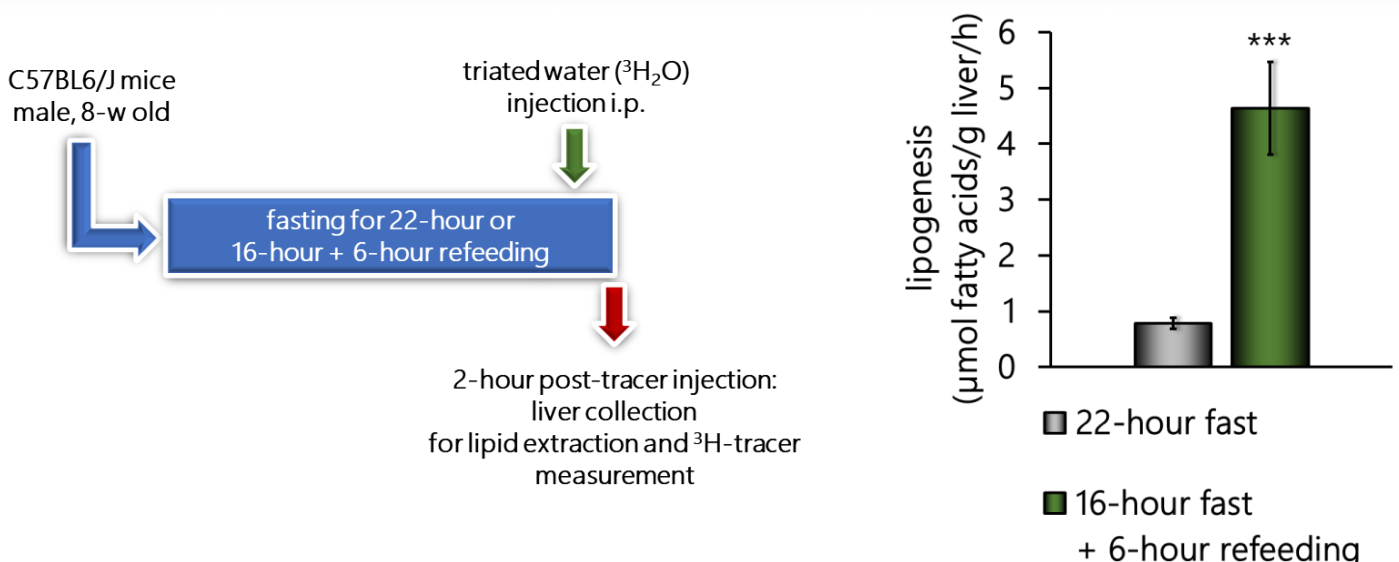 C57BL6/J mice
male, 8-w old
triated water (³H₂O)
injection i.p.
fasting for 22-hour or
16-hour + 6-hour refeeding
2-hour post-tracer injection:
liver collection
for lipid extraction and ³H-tracer
measurement
lipogenesis
(µmol fatty acids/g liver/h)
6
5
4
3
2
1
0
***
22-hour fast
16-hour fast
+ 6-hour refeeding